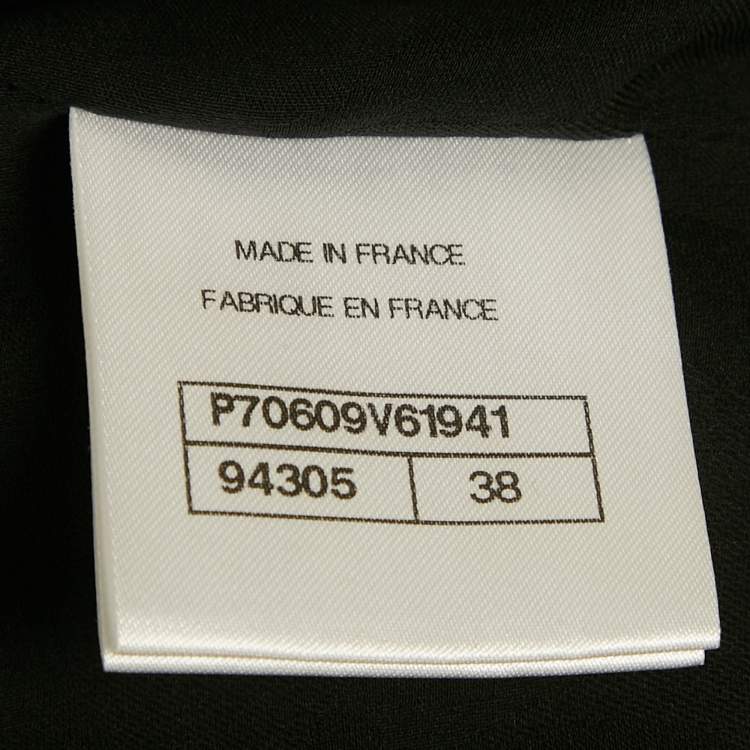 MADE IN FRANCE
FABRIQUE EN FRANCE
P70609V61941
94305 38